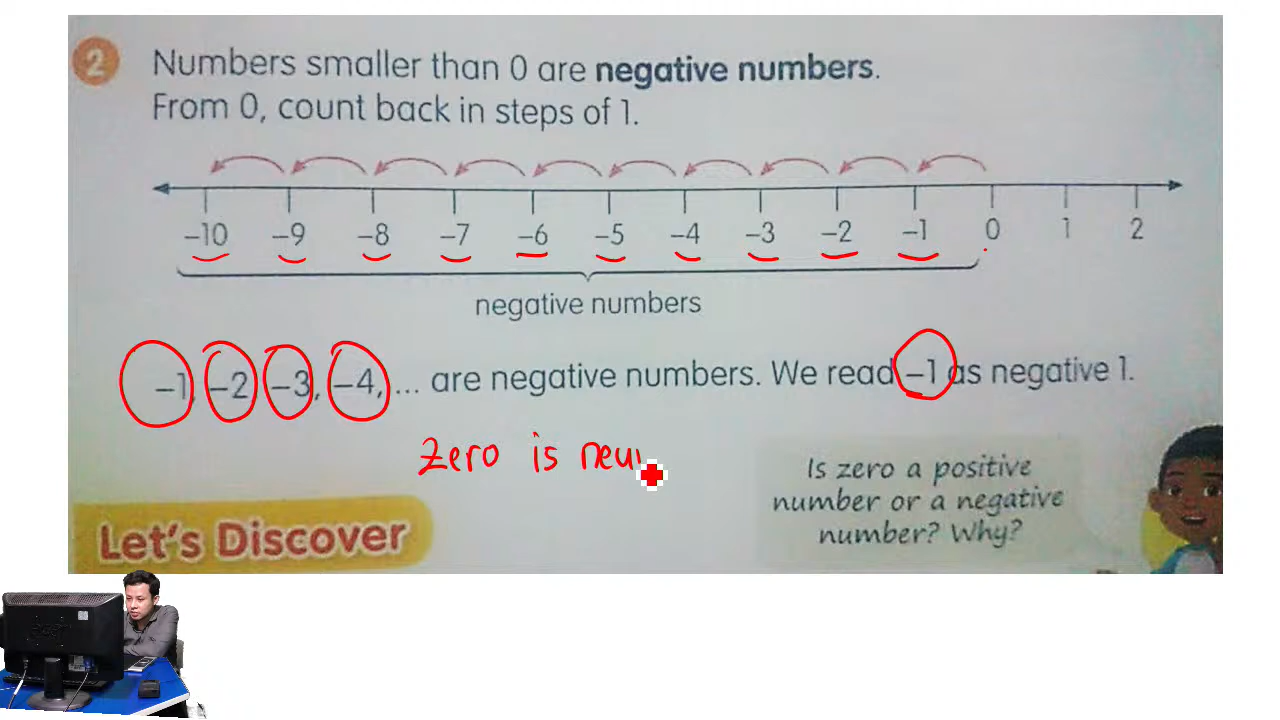 2 Numbers smaller than 0 are negative numbers.
From 0, count back in steps of 1.
–10 –9 –8 –7 –6 –5 –4 –3 –2 –1 0 1 2
negative numbers
–1, –2, –3, –4, ... are negative numbers. We read –1 as negative 1.
Zero is neu
Is zero a positive
number or a negative
number? Why?
Let's Discover
acer